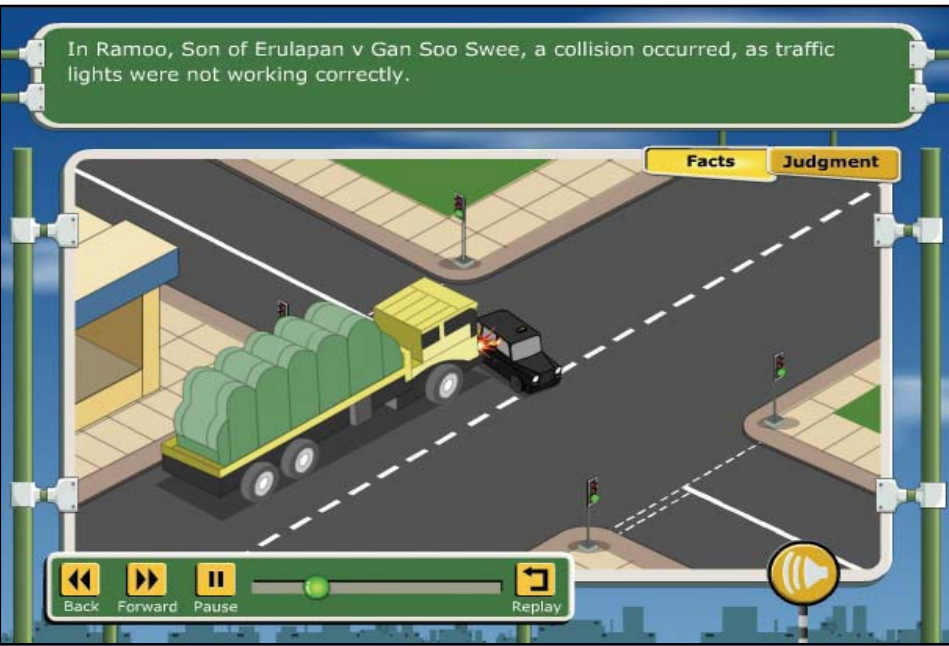 In Ramoo, Son of Erulapan v Gan Soo Swee, a collision occurred, as traffic
lights were not working correctly.
Facts
Judgment
Back
Forward
Pause
Replay